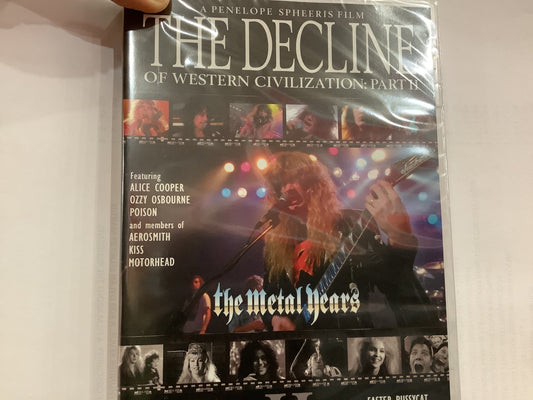 A PENELOPE SPHEERIS FILM
THE DECLINE
OF WESTERN CIVILIZATION: PART II
Featuring
ALICE COOPER
OZZY OSBOURNE
POISON
and members of
AEROSMITH
KISS
MOTORHEAD
the Metal Years
II
FASTER PUSSYCAT